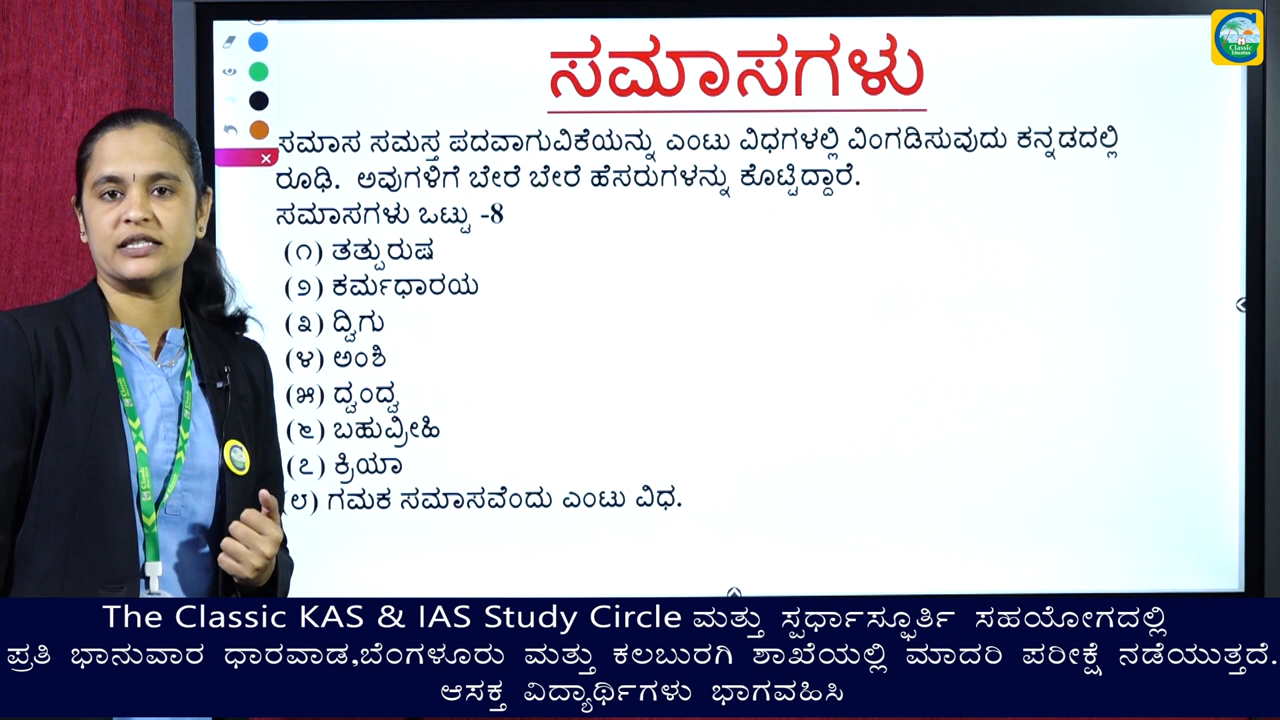 ಸಮಾಸಗಳು
ಸಮಾಸ ಸಮಸ್ತ ಪದವಾಗುವಿಕೆಯನ್ನು ಎಂಟು ವಿಧಗಳಲ್ಲಿ ವಿಂಗಡಿಸುವುದು ಕನ್ನಡದಲ್ಲಿ
ರೂಢಿ. ಅವುಗಳಿಗೆ ಬೇರೆ ಬೇರೆ ಹೆಸರುಗಳನ್ನು ಕೊಟ್ಟಿದ್ದಾರೆ.
ಸಮಾಸಗಳು ಒಟ್ಟು -8
(೧) ತತ್ಪುರುಷ
(೨) ಕರ್ಮಧಾರಯ
(೩) ದ್ವಿಗು
(೪) ಅಂಶಿ
(೫) ದ್ವಂದ್ವ
(೬) ಬಹುವ್ರೀಹಿ
(೭) ಕ್ರಿಯಾ
(೮) ಗಮಕ ಸಮಾಸವೆಂದು ಎಂಟು ವಿಧ.
Classic
Education
The Classic KAS & IAS Study Circle ಮತ್ತು ಸ್ಪರ್ಧಾಸ್ಫೂರ್ತಿ ಸಹಯೋಗದಲ್ಲಿ
ಪ್ರತಿ ಭಾನುವಾರ ಧಾರವಾಡ,ಬೆಂಗಳೂರು ಮತ್ತು ಕಲಬುರಗಿ ಶಾಖೆಯಲ್ಲಿ ಮಾದರಿ ಪರೀಕ್ಷೆ ನಡೆಯುತ್ತದೆ.
ಆಸಕ್ತ ವಿದ್ಯಾರ್ಥಿಗಳು ಭಾಗವಹಿಸಿ